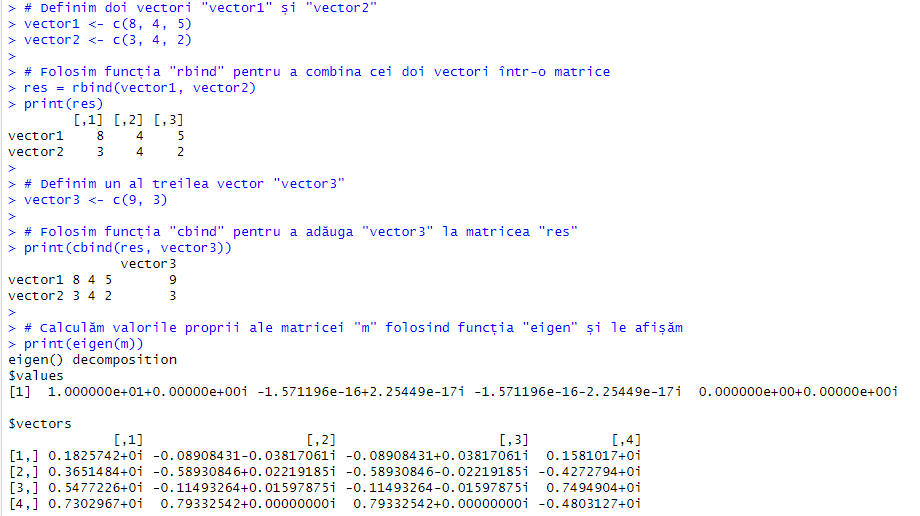 > # Definim doi vectori "vector1" și "vector2"
> vector1 <- c(8, 4, 5)
> vector2 <- c(3, 4, 2)
>
> # Folosim funcția "rbind" pentru a combina cei doi vectori într-o matrice
> res = rbind(vector1, vector2)
> print(res)
        [,1] [,2] [,3]
vector1    8    4    5
vector2    3    4    2
>
> # Definim un al treilea vector "vector3"
> vector3 <- c(9, 3)
>
> # Folosim funcția "cbind" pentru a adăuga "vector3" la matricea "res"
> print(cbind(res, vector3))
              vector3
vector1 8 4 5       9
vector2 3 4 2       3
>
> # Calculăm valorile proprii ale matricei "m" folosind funcția "eigen" și le afișăm
> print(eigen(m))
eigen() decomposition
$values
[1]  1.000000e+01+0.00000e+00i -1.571196e-16+2.25449e-17i -1.571196e-16-2.25449e-17i  0.000000e+00+0.00000e+00i

$vectors
             [,1]                    [,2]                    [,3]          [,4]
[1,] 0.1825742+0i -0.08908431-0.03817061i -0.08908431+0.03817061i  0.1581017+0i
[2,] 0.3651484+0i -0.58930846+0.02219185i -0.58930846-0.02219185i -0.4272794+0i
[3,] 0.5477226+0i -0.11493264+0.01597875i -0.11493264-0.01597875i  0.7494904+0i
[4,] 0.7302967+0i  0.79332542+0.00000000i  0.79332542+0.00000000i -0.4803127+0i